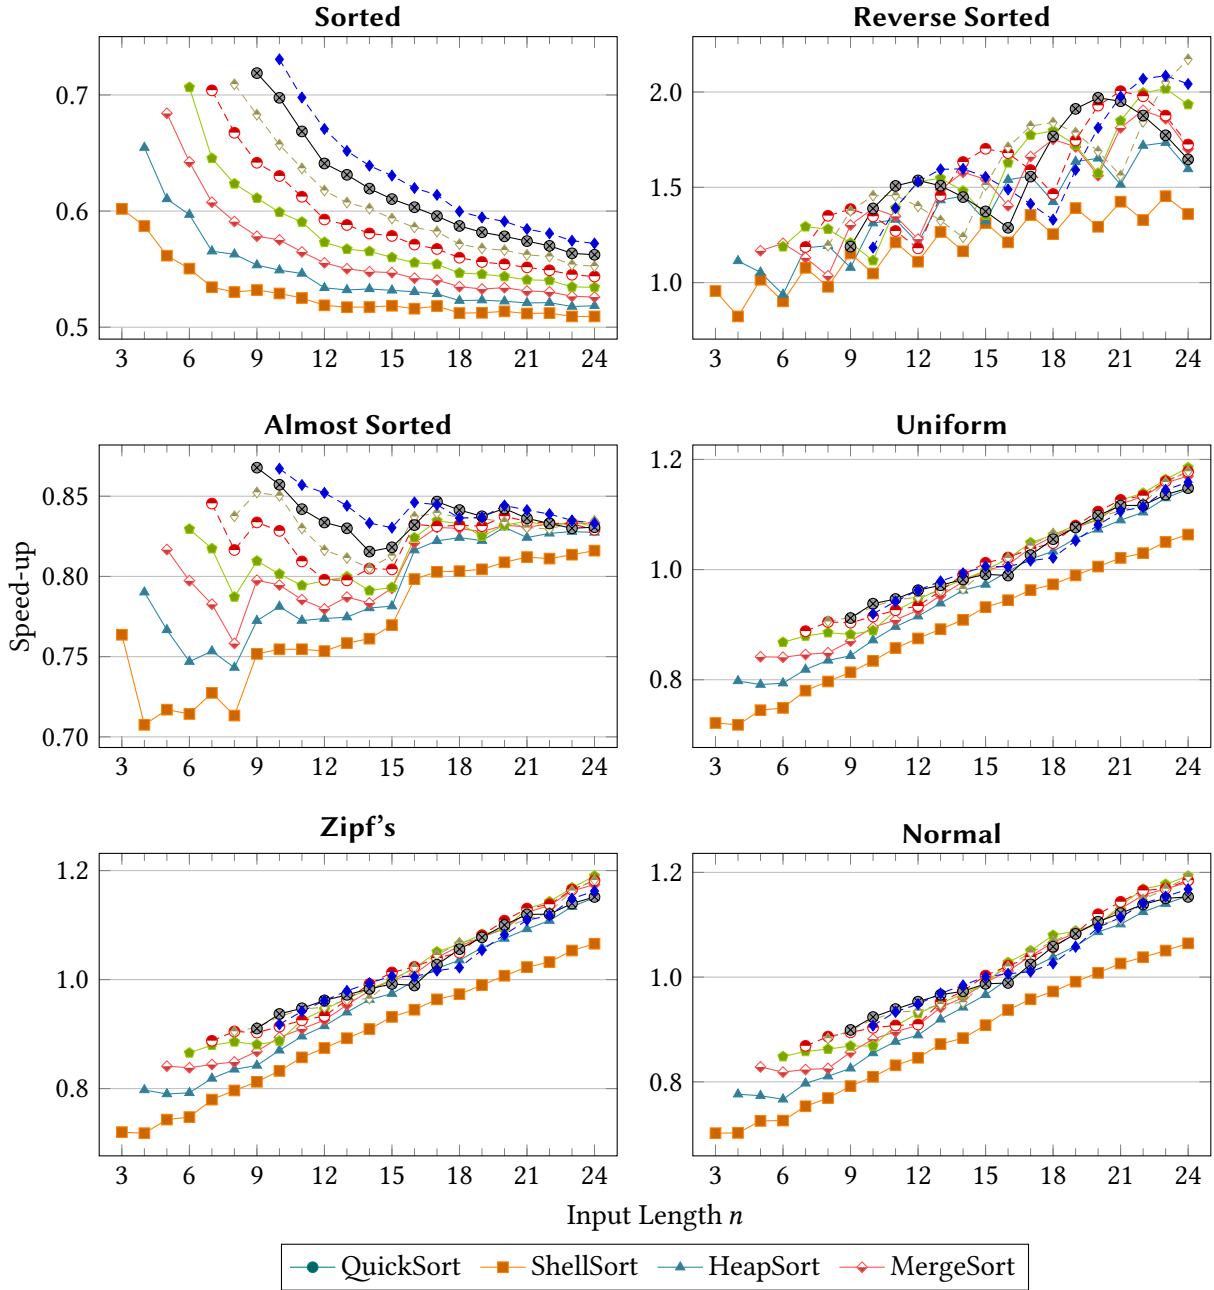 Sorted
Reverse Sorted
0.7
0.6
0.5
3 6 9 12 15 18 21 24
2.0
1.5
1.0
3 6 9 12 15 18 21 24
Almost Sorted
Uniform
Speed-up
0.85
0.80
0.75
0.70
3 6 9 12 15 18 21 24
1.2
1.0
0.8
3 6 9 12 15 18 21 24
Zipf's
Normal
1.2
1.0
0.8
3 6 9 12 15 18 21 24
1.2
1.0
0.8
3 6 9 12 15 18 21 24
Input Length n
QuickSort ShellSort HeapSort MergeSort